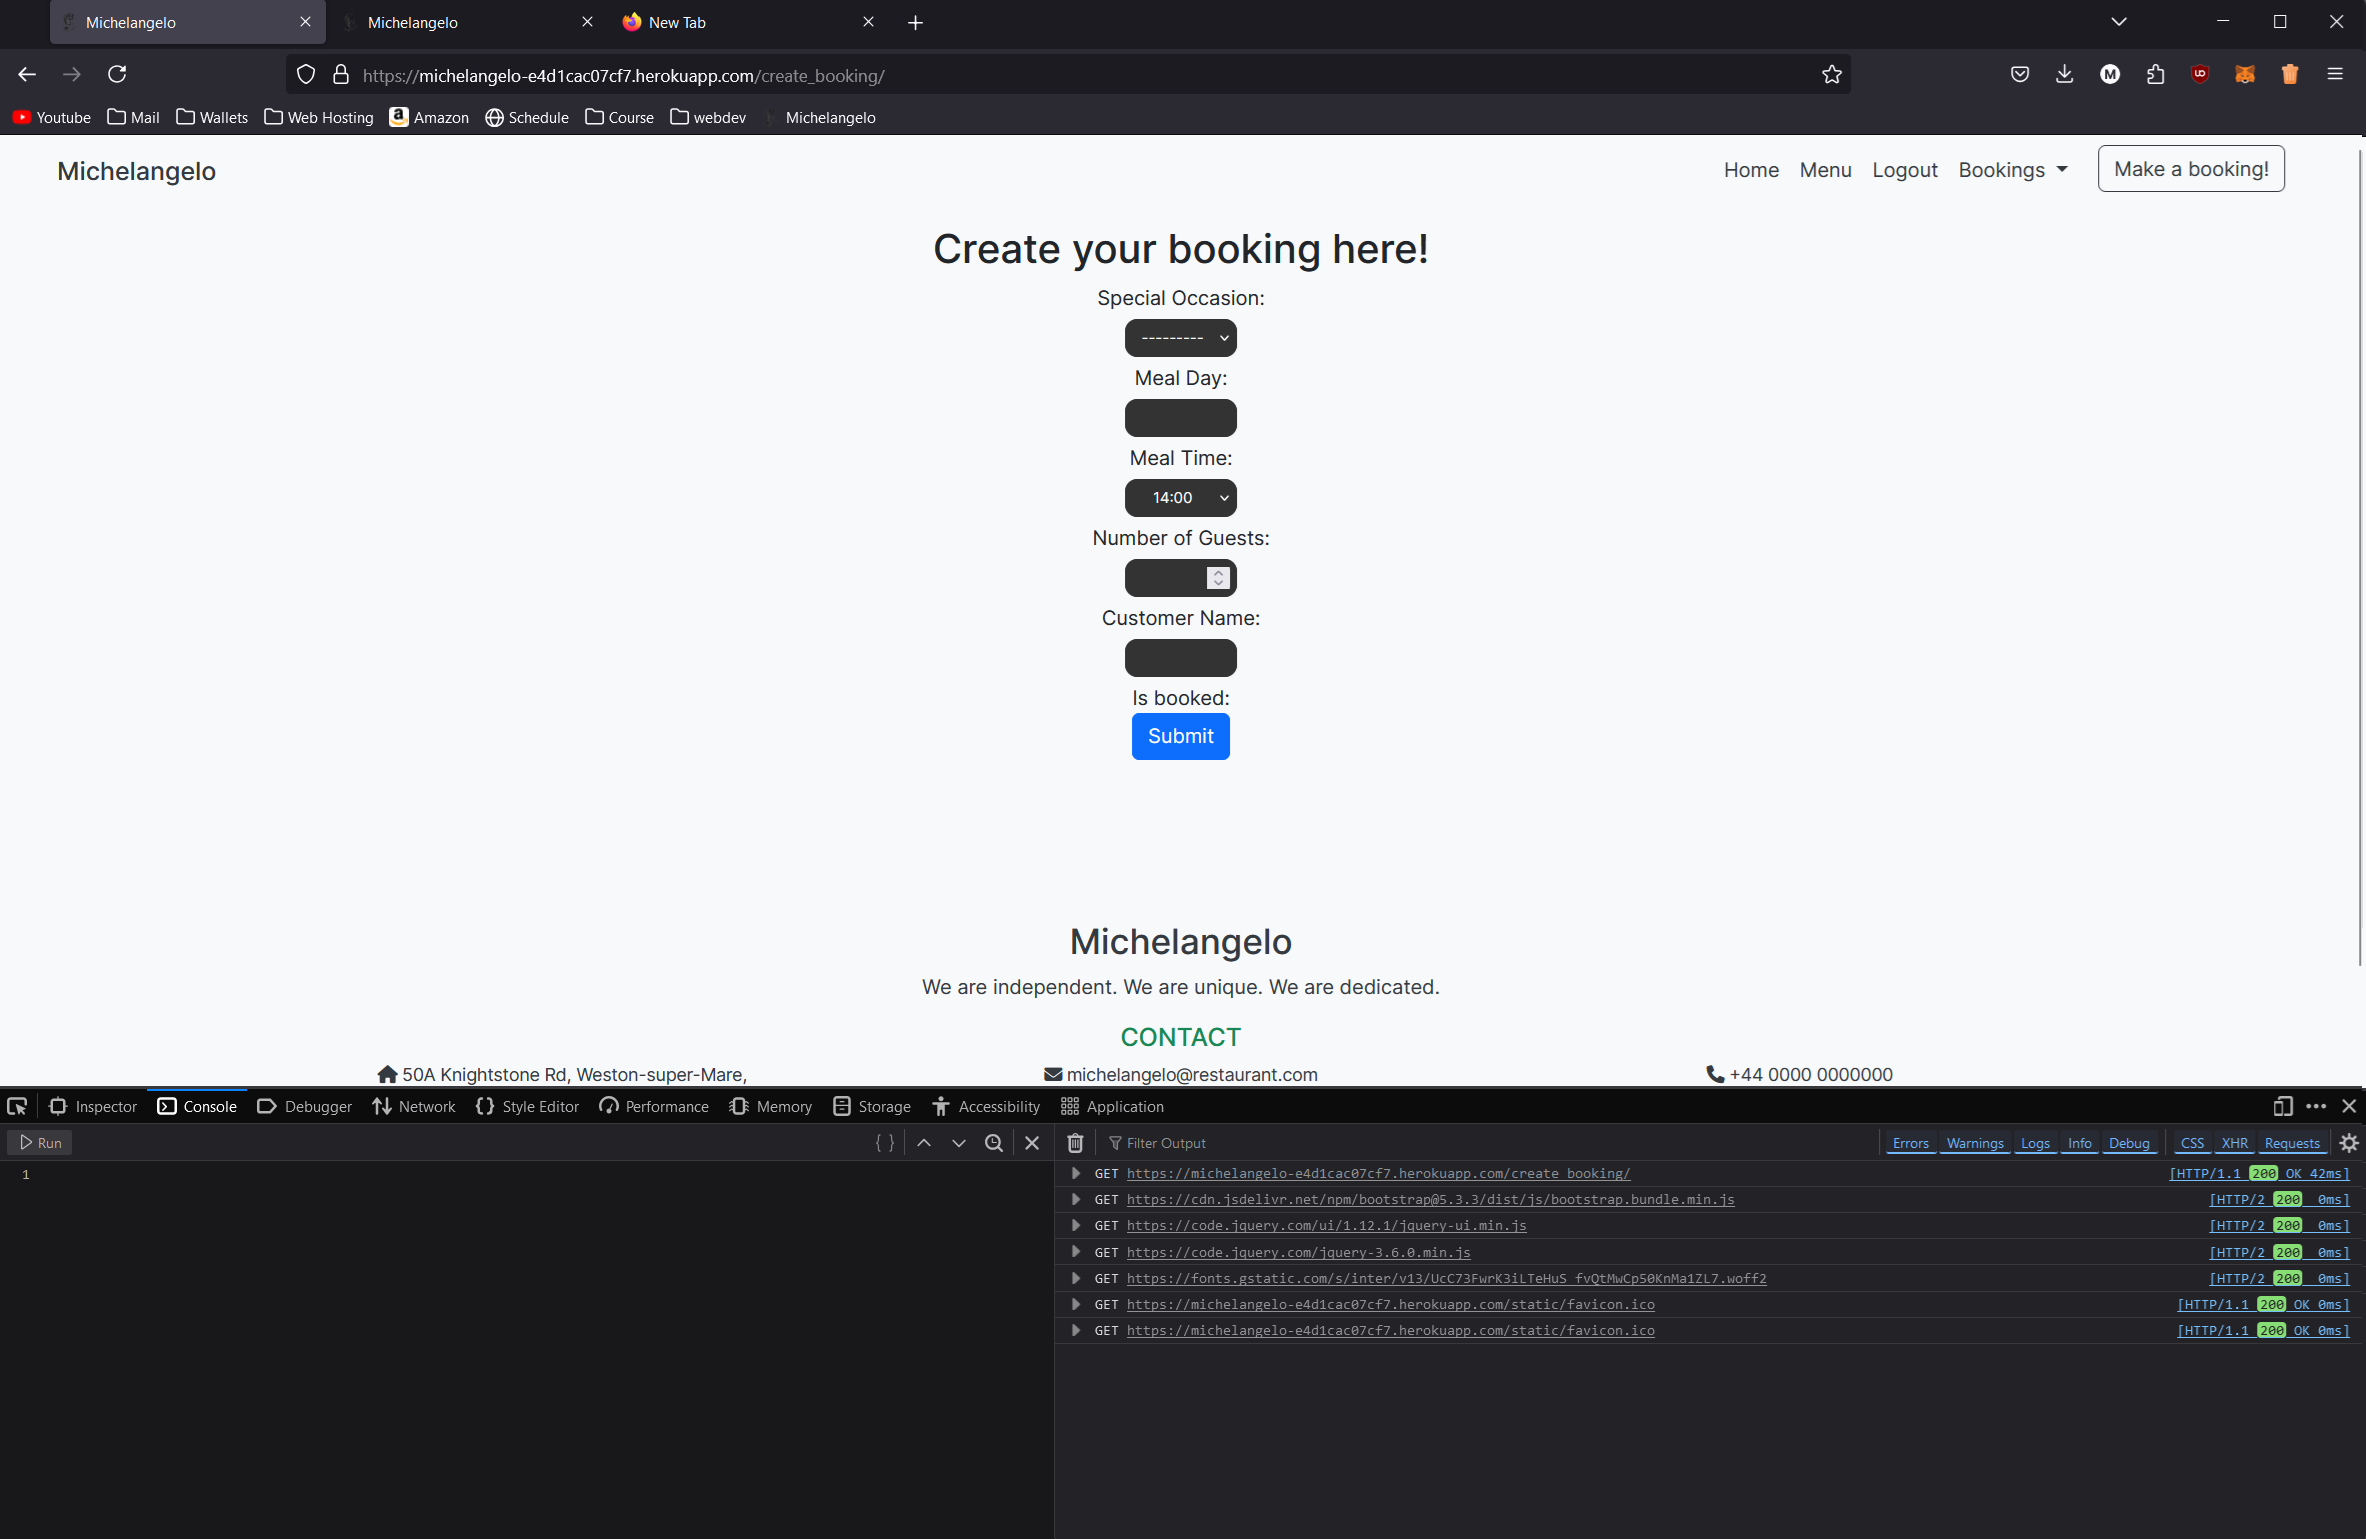 Michelangelo
Michelangelo
New Tab
https://michelangelo-e4d1cac07cf7.herokuapp.com/create_booking/
M
Youtube Mail Wallets Web Hosting Amazon Schedule Course webdev Michelangelo
Michelangelo
Home Menu Logout Bookings Make a booking!
Create your booking here!
Special Occasion:
---------
Meal Day:
Meal Time:
14:00
Number of Guests:
Customer Name:
Is booked:
Submit
Michelangelo
We are independent. We are unique. We are dedicated.
CONTACT
50A Knightstone Rd, Weston-super-Mare, michelangelo@restaurant.com +44 0000 0000000
Inspector Console Debugger Network Style Editor Performance Memory Storage Accessibility Application
Run
1
Filter Output Errors Warnings Logs Info Debug CSS XHR Requests
GET https://michelangelo-e4d1cac07cf7.herokuapp.com/create_booking/ [HTTP/1.1 200 OK 42ms]
GET https://cdn.jsdelivr.net/npm/bootstrap@5.3.3/dist/js/bootstrap.bundle.min.js [HTTP/2 200 0ms]
GET https://code.jquery.com/ui/1.12.1/jquery-ui.min.js [HTTP/2 200 0ms]
GET https://code.jquery.com/jquery-3.6.0.min.js [HTTP/2 200 0ms]
GET https://fonts.gstatic.com/s/inter/v13/UcC73FwrK3iLTeHuS_fvQtMwCp50KnMa1ZL7.woff2 [HTTP/2 200 0ms]
GET https://michelangelo-e4d1cac07cf7.herokuapp.com/static/favicon.ico [HTTP/1.1 200 OK 0ms]
GET https://michelangelo-e4d1cac07cf7.herokuapp.com/static/favicon.ico [HTTP/1.1 200 OK 0ms]